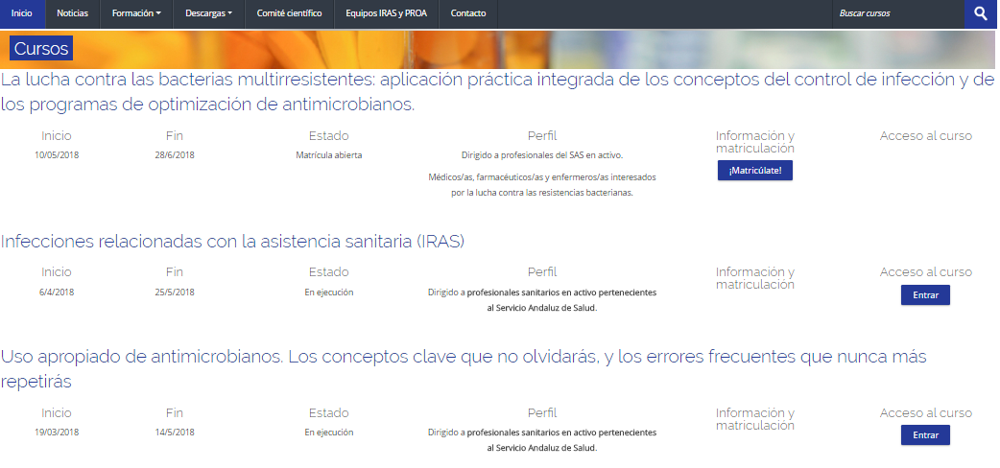 Inicio Noticias Formación Descargas Comité científico Equipos IRAS y PROA Contacto Buscar cursos
Cursos
La lucha contra las bacterias multirresistentes: aplicación práctica integrada de los conceptos del control de infección y de
los programas de optimización de antimicrobianos.
Inicio Fin Estado Perfil Información y matriculación Acceso al curso
10/05/2018 28/6/2018 Matrícula abierta Dirigido a profesionales del SAS en activo.
Médicos/as, farmacéuticos/as y enfermeros/as interesados
por la lucha contra las resistencias bacterianas.
¡Matricúlate!
Infecciones relacionadas con la asistencia sanitaria (IRAS)
Inicio Fin Estado Perfil Información y matriculación Acceso al curso
6/4/2018 25/5/2018 En ejecución Dirigido a profesionales sanitarios en activo pertenecientes
al Servicio Andaluz de Salud.
Entrar
Uso apropiado de antimicrobianos. Los conceptos clave que no olvidarás, y los errores frecuentes que nunca más
repetirás
Inicio Fin Estado Perfil Información y matriculación Acceso al curso
19/03/2018 14/5/2018 En ejecución Dirigido a profesionales sanitarios en activo pertenecientes
al Servicio Andaluz de Salud.
Entrar